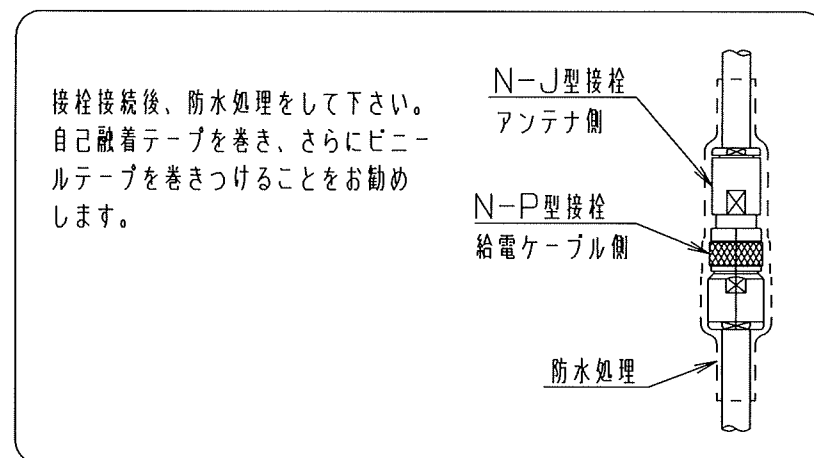 接栓接続後、防水処理をして下さい。
自己融着テープを巻き、さらにビニー
ルテープを巻きつけることをお勧め
します。
N-J型接栓
アンテナ側
N-P型接栓
給電ケーブル側
防水処理